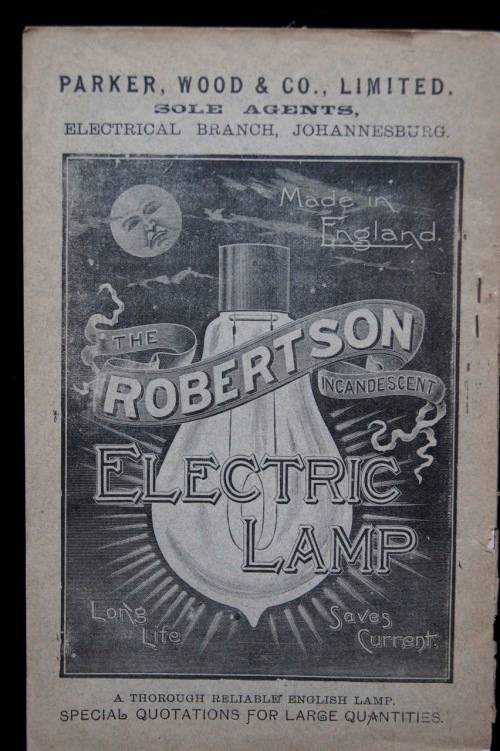 PARKER, WOOD & CO., LIMITED.
SOLE AGENTS,
ELECTRICAL BRANCH, JOHANNESBURG.
Made in
England.
THE
ROBERTSON
INCANDESCENT
ELECTRIC
LAMP
Long
Life
Saves
Current.
A THOROUGH RELIABLE ENGLISH LAMP.
SPECIAL QUOTATIONS FOR LARGE QUANTITIES.